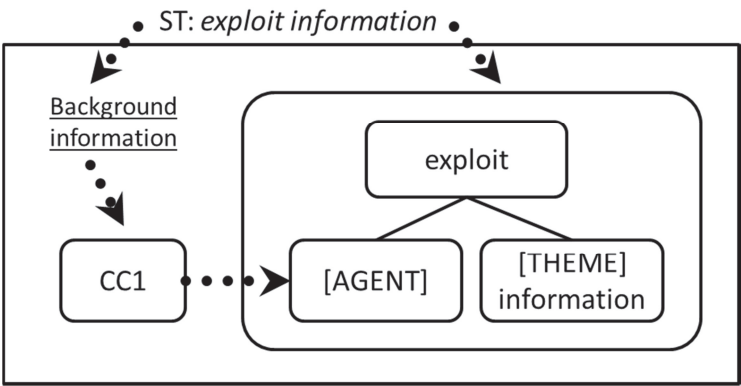 ST: exploit information
Background
information
exploit
CC1
[AGENT]
[THEME]
information